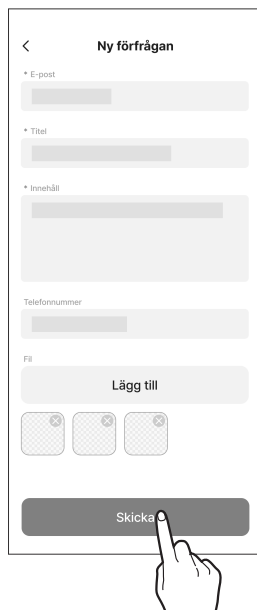 Ny förfrågan
* E-post
* Titel
* Innehåll
Telefonnummer
Fil
Lägg till
Skicka